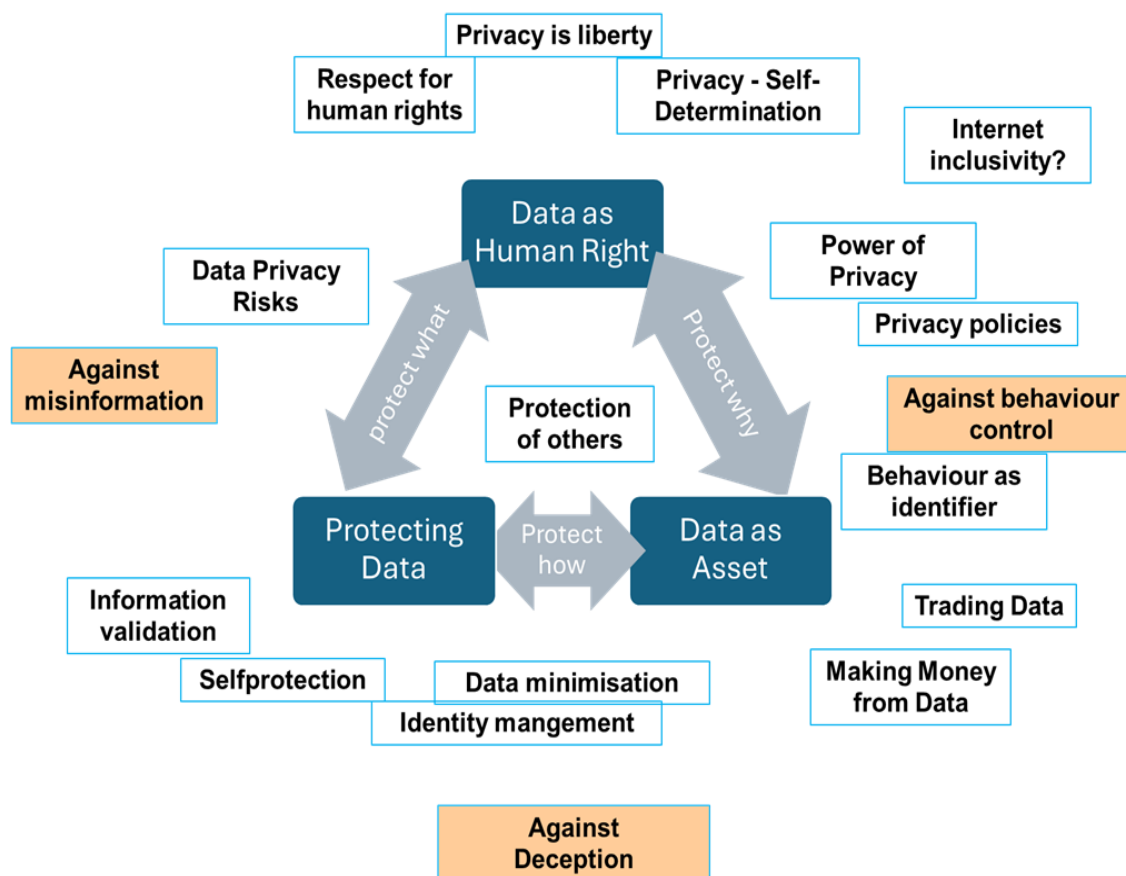 Privacy is liberty
Respect for
human rights
Privacy - Self-
Determination
Internet
inclusivity?
Data as
Human Right
Power of
Privacy
Data Privacy
Risks
Privacy policies
protect what
Protect why
Against
misinformation
Protection
of others
Against behaviour
control
Behaviour as
identifier
Protecting
Data
Protect
how
Data as
Asset
Information
validation
Trading Data
Selfprotection
Data minimisation
Making Money
from Data
Identity mangement
Against
Deception